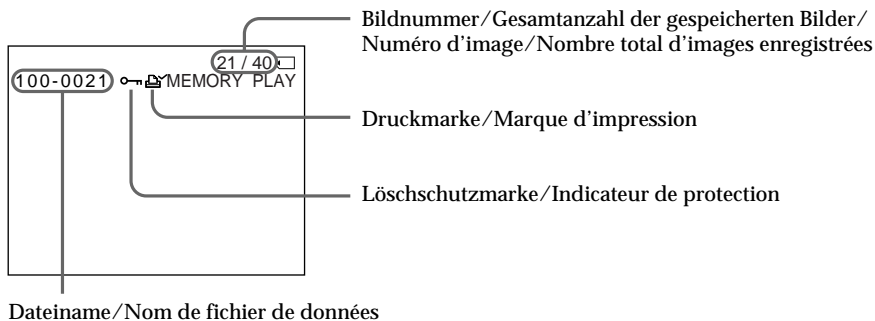 Bildnummer/Gesamtanzahl der gespeicherten Bilder/
Numéro d'image/Nombre total d'images enregistrées
21 / 40
100-0021 MEMORY PLAY
Druckmarke/Marque d'impression
Löschschutzmarke/Indicateur de protection
Dateiname/Nom de fichier de données